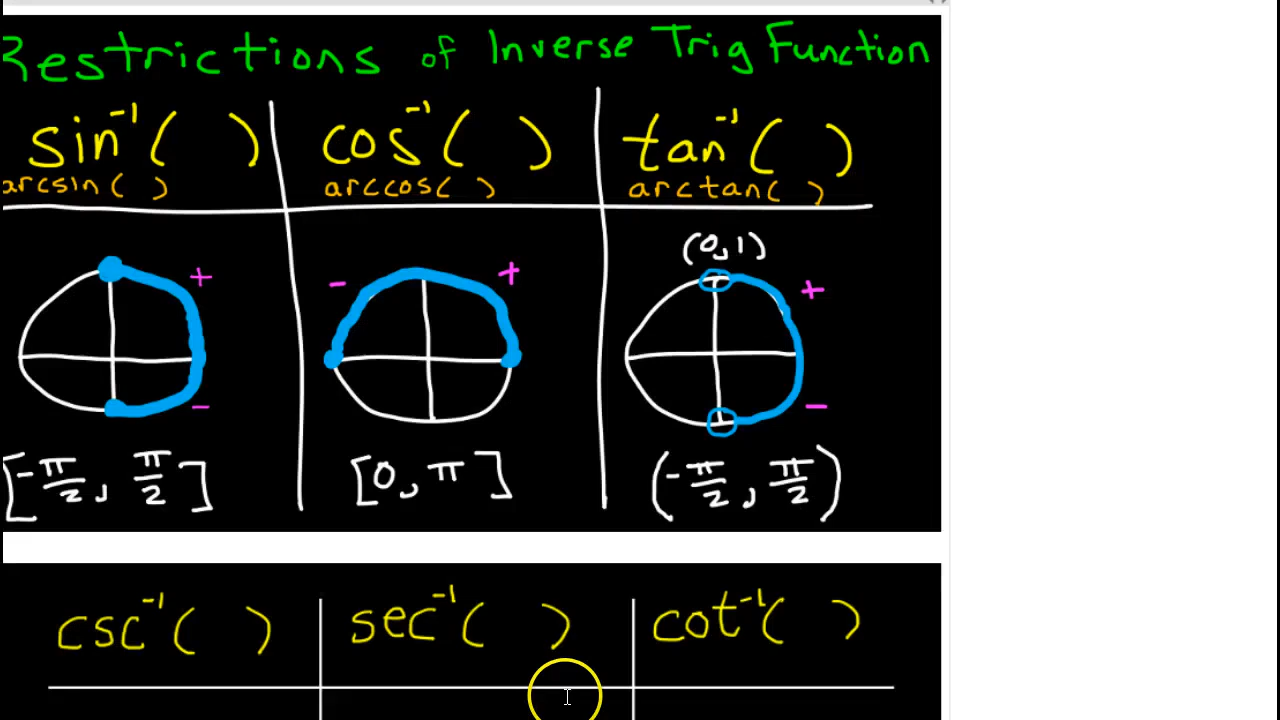 Restrictions of Inverse Trig Function
sin⁻¹( ) cos⁻¹( ) tan⁻¹( )
arcsin( ) arccos( ) arctan( )
(0,1)
+ - + +
- -
[-π/2, π/2] [0, π] (-π/2, π/2)
csc⁻¹( ) sec⁻¹( ) cot⁻¹( )